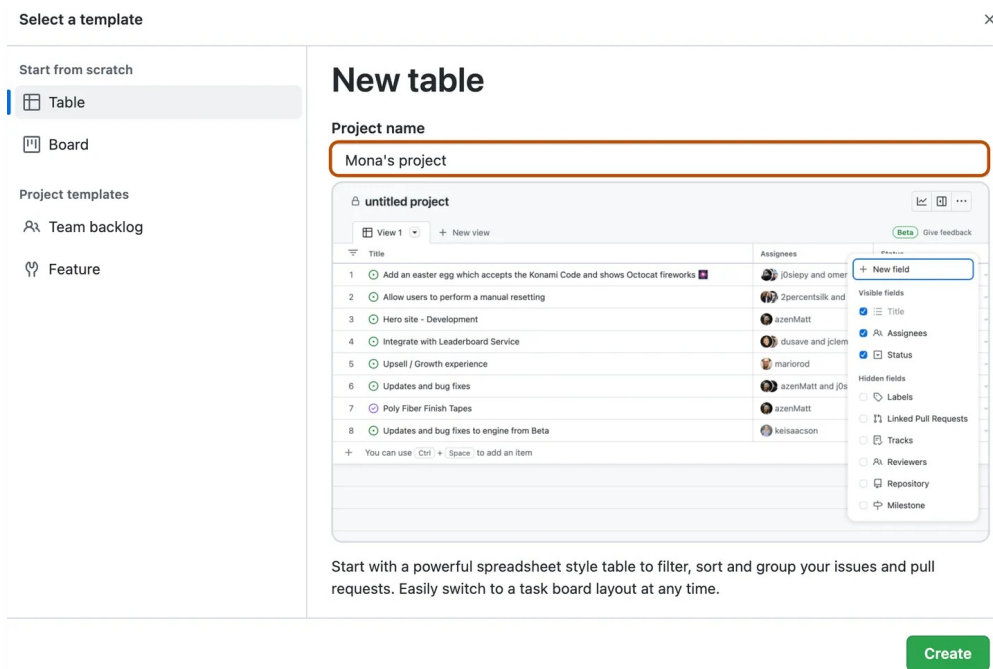 Select a template
Start from scratch
Table
Board
Project templates
Team backlog
Feature
New table
Project name
Mona's project
untitled project
View 1
+ New view
Beta Give feedback
Title Assignees Status
1 Add an easter egg which accepts the Konami Code and shows Octocat fireworks j0siepy and omer
2 Allow users to perform a manual resetting 2percentsilk and
3 Hero site - Development azenMatt
4 Integrate with Leaderboard Service dusave and jclem
5 Upsell / Growth experience mariorod
6 Updates and bug fixes azenMatt and j0s
7 Poly Fiber Finish Tapes azenMatt
8 Updates and bug fixes to engine from Beta keisaacson
+ You can use Ctrl + Space to add an item
+ New field
Visible fields
Title
Assignees
Status
Hidden fields
Labels
Linked Pull Requests
Tracks
Reviewers
Repository
Milestone
Start with a powerful spreadsheet style table to filter, sort and group your issues and pull
requests. Easily switch to a task board layout at any time.
Create